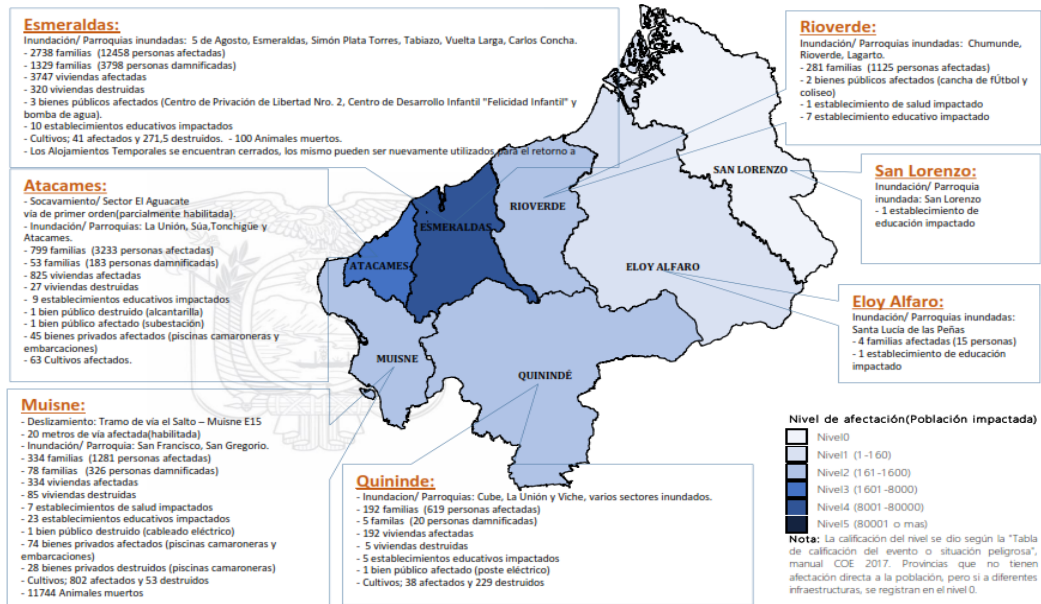 Esmeraldas:
Inundación/ Parroquias inundadas: 5 de Agosto, Esmeraldas, Simón Plata Torres, Tabiazo, Vuelta Larga, Carlos Concha.
- 2738 familias (12458 personas afectadas)
- 1329 familias (3798 personas damnificadas)
- 3747 viviendas afectadas
- 320 viviendas destruídas
- 3 bienes públicos afectados (Centro de Privación de Libertad Nro. 2, Centro de Desarrollo Infantil "Felicidad Infantil" y
bomba de agua).
- 10 establecimientos educativos impactados
- Cultivos; 41 afectados y 271,5 destruidos. - 100 Animales muertos.
- Los Alojamientos Temporales se encuentran cerrados, los mismo pueden ser nuevamente utilizados para el retorno a
Atacames:
- Socavamiento/ Sector El Aguacate
vía de primer orden(parcialmente habilitada).
- Inundación/ Parroquias: La Unión, Súa,Tonchigüe y
Atacames.
- 799 familias (3233 personas afectadas)
- 53 familias (183 personas damnificadas)
- 825 viviendas afectadas
- 27 viviendas destruidas
- 9 establecimientos educativos impactados
- 1 bien público destruido (alcantarilla)
- 1 bien público afectado (subestación)
- 45 bienes privados afectados (piscinas camaroneras y
embarcaciones)
- 63 Cultivos afectados.
Muisne:
- Deslizamiento: Tramo de vía el Salto – Muisne E15
- 20 metros de vía afectada(habilitada)
- Inundación/ Parroquia: San Francisco, San Gregorio.
- 334 familias (1281 personas afectadas)
- 78 familias (326 personas damnificadas)
- 334 viviendas afectadas
- 85 viviendas destruidas
- 7 establecimientos de salud impactados
- 23 establecimientos educativos impactados
- 1 bien público destruido (cableado eléctrico)
- 74 bienes privados afectados (piscinas camaroneras y
embarcaciones)
- 28 bienes privados destruidos (piscinas camaroneras)
- Cultivos; 802 afectados y 53 destruidos
- 11744 Animales muertos
Quininde:
- Inundacion/ Parroquias: Cube, La Unión y Viche, varios sectores inundados.
- 192 familias (619 personas afectadas)
- 5 familas (20 personas damnificadas)
- 192 viviendas afectadas
- 5 viviendas destruidas
- 5 establecimientos educativos impactados
- 1 bien público afectado (poste eléctrico)
- Cultivos; 38 afectados y 229 destruidos
Rioverde:
Inundación/ Parroquias inundadas: Chumunde,
Rioverde, Lagarto.
- 281 familias (1125 personas afectadas)
- 2 bienes públicos afectados (cancha de fÚtbol y
coliseo)
- 1 establecimiento de salud impactado
- 7 establecimiento educativo impactado
San Lorenzo:
Inundación/ Parroquia
inundada: San Lorenzo
- 1 establecimiento de
educación impactado
Eloy Alfaro:
Inundación/ Parroquias inundadas:
Santa Lucía de las Peñas
- 4 familias afectadas (15 personas)
- 1 establecimiento de educación
impactado
SAN LORENZO
RIOVERDE
ESMERALDAS
ATACAMES
ELOY ALFARO
MUISNE
QUININDÉ
Nivel de afectación(Población impactada)
Nivel0
Nivel1 (1-160)
Nivel2 (161-1600)
Nivel3 (1601-8000)
Nivel4 (8001-80000)
Nivel5 (80001 o mas)
Nota: La calificación del nivel se dio según la "Tabla
de calificación del evento o situación peligrosa",
manual COE 2017. Provincias que no tienen
afectación directa a la población, pero si a diferentes
infraestructuras, se registran en el nivel 0.